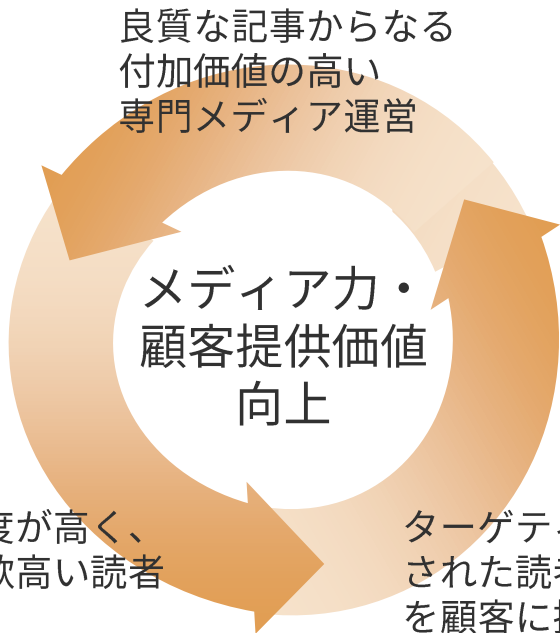 良質な記事からなる
付加価値の高い
専門メディア運営
メディア力・
顧客提供価値
向上
度が高く、
欲高い読者
ターゲティ
された読者
を顧客に